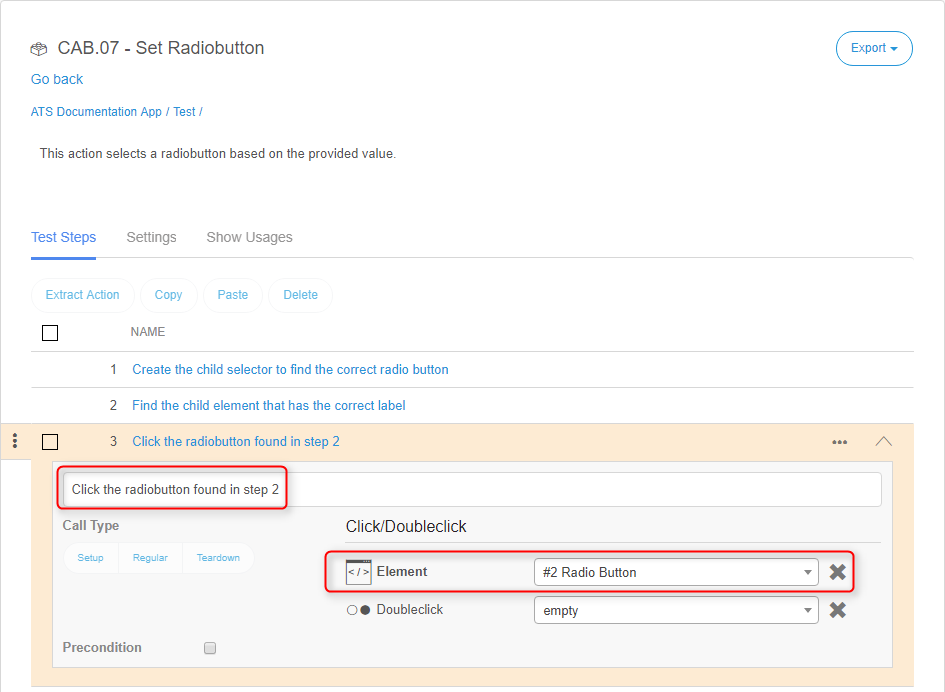 CAB.07 - Set Radiobutton
Export
Go back
ATS Documentation App / Test /
This action selects a radiobutton based on the provided value.
Test Steps Settings Show Usages
Extract Action Copy Paste Delete
NAME
1 Create the child selector to find the correct radio button
2 Find the child element that has the correct label
3 Click the radiobutton found in step 2
Click the radiobutton found in step 2
Call Type Click/Doubleclick
Setup Regular Teardown
</> Element #2 Radio Button
Doubleclick empty
Precondition